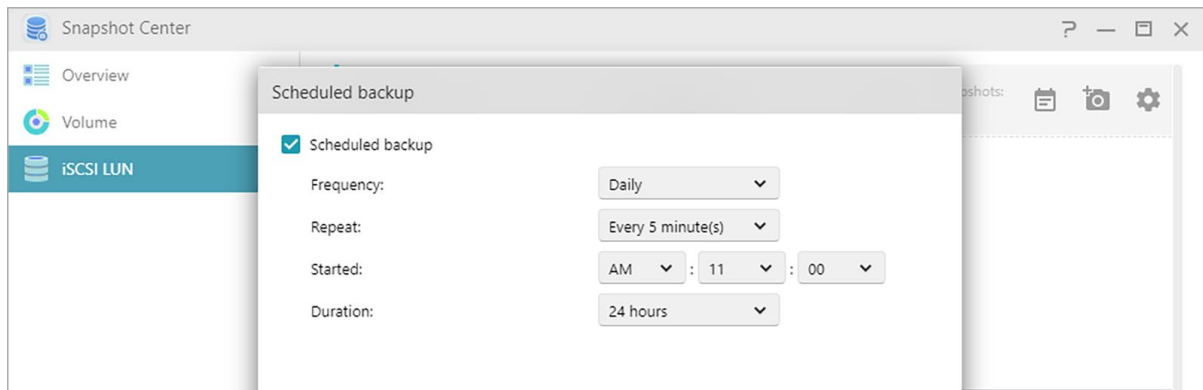 Snapshot Center
Overview
Volume
iSCSI LUN
Scheduled backup
Scheduled backup
Frequency: Daily
Repeat: Every 5 minute(s)
Started: AM : 11 : 00
Duration: 24 hours